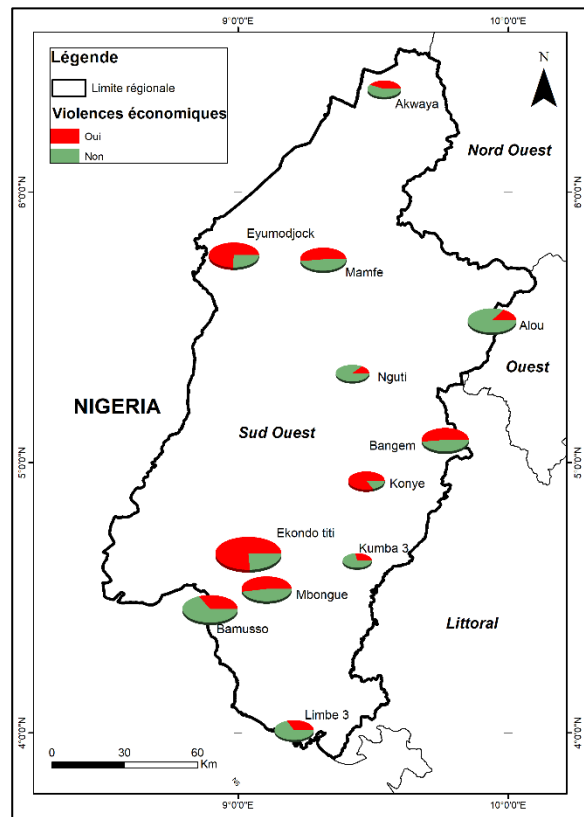 9°0'0"E
10°0'0"E
Légende
Limite régionale
Violences économiques
Oui
Non
N
Akwaya
Nord Ouest
6°0'0"N
6°0'0"N
Eyumodjock
Mamfe
Alou
Ouest
Nguti
NIGERIA
Sud Ouest
Bangem
5°0'0"N
5°0'0"N
Konye
Ekondo titi
Kumba 3
Mbongue
Bamusso
Littoral
Limbe 3
4°0'0"N
4°0'0"N
0 30 60
Km
9°0'0"E
10°0'0"E